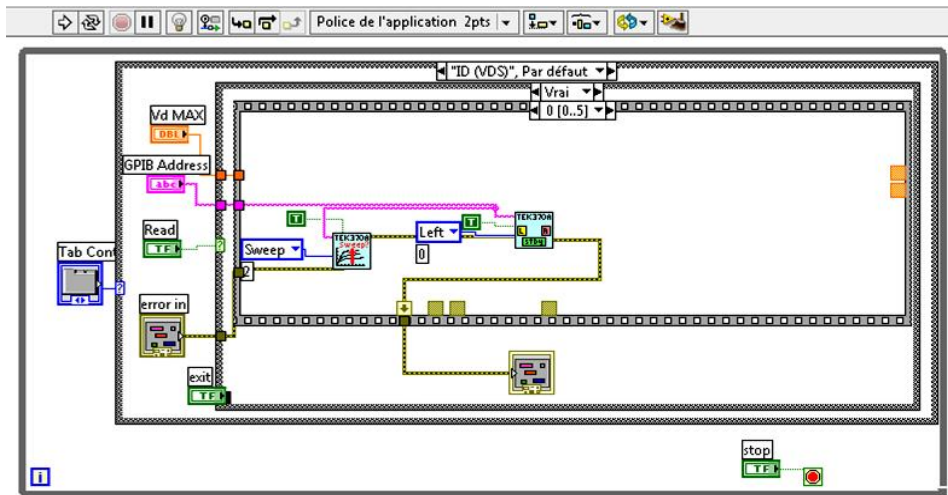 Police de l'application 2pts
"ID (VDS)", Par défaut
Vrai
0 [0..5]
Vd MAX
DBL
GPIB Address
abc
Read
TF
Tab Cont
Sweep
2
T
TEK370A
Sweep
Left
0
T
TEK370A
L
R
STBY
error in
exit
TF
stop
TF
i